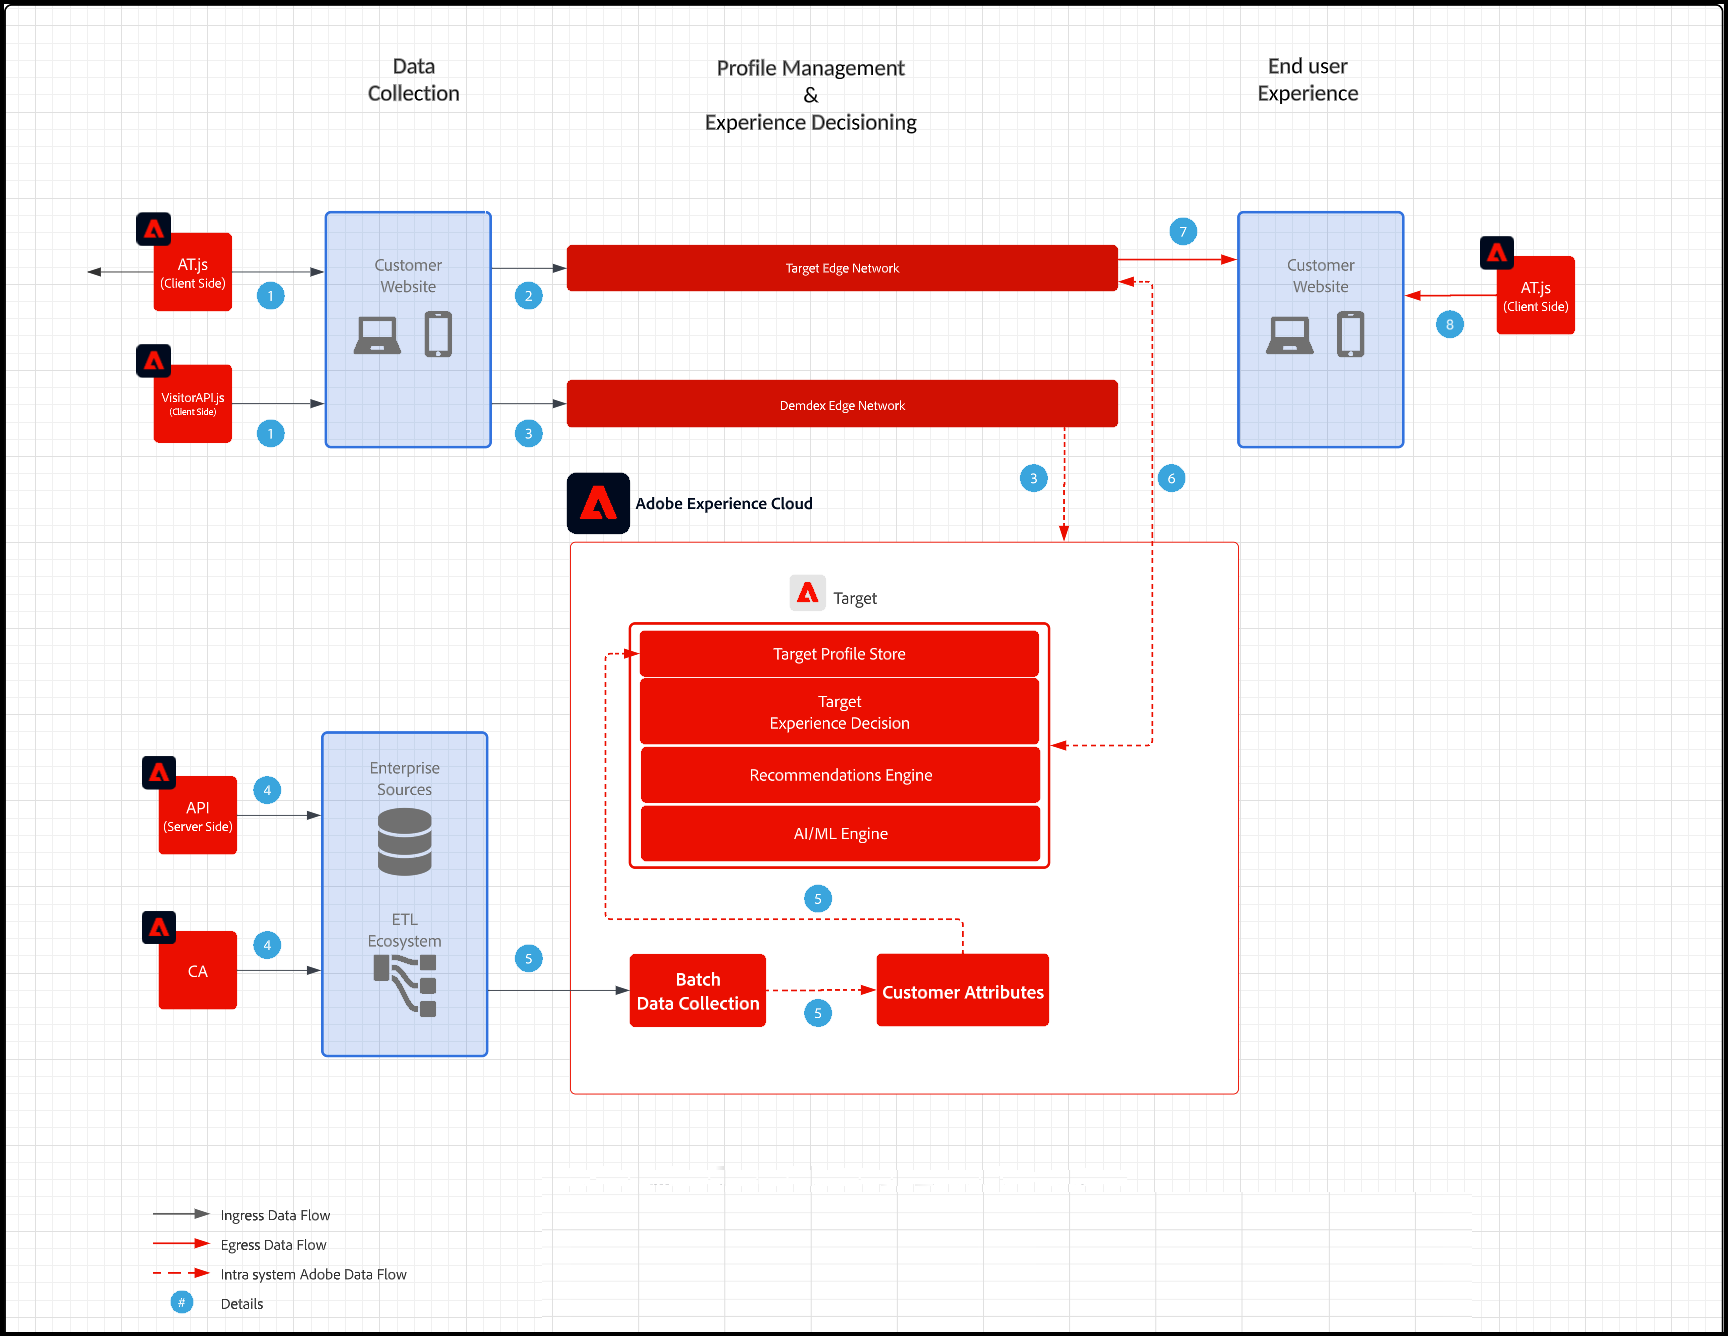 Data
Collection
Profile Management
&
Experience Decisioning
End user
Experience
AT.js
(Client Side)
1
Customer
Website
2
Target Edge Network
7
Customer
Website
AT.js
(Client Side)
8
VisitorAPI.js
(Client Side)
1
3
Demdex Edge Network
3
6
Adobe Experience Cloud
Target
Target Profile Store
Target
Experience Decision
Recommendations Engine
AI/ML Engine
API
(Server Side)
4
Enterprise
Sources
CA
4
ETL
Ecosystem
5
5
Batch
Data Collection
5
Customer Attributes
Ingress Data Flow
Egress Data Flow
Intra system Adobe Data Flow
#
Details